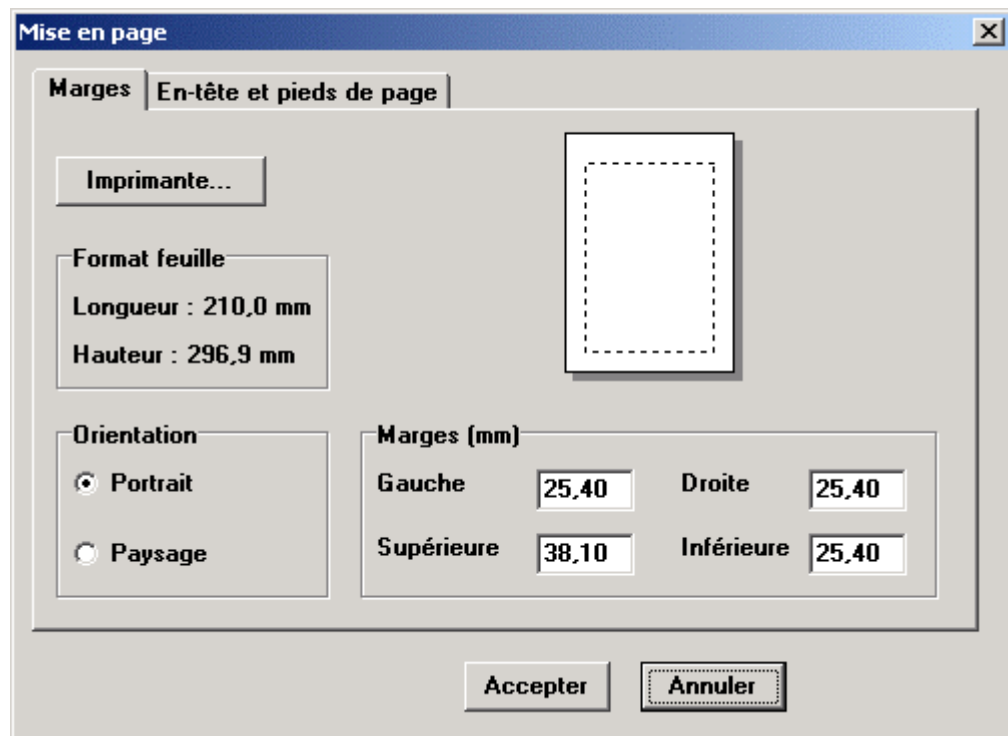 Mise en page
Marges En-tête et pieds de page
Imprimante...
Format feuille
Longueur : 210,0 mm
Hauteur : 296,9 mm
Orientation
Portrait
Paysage
Marges (mm)
Gauche 25,40 Droite 25,40
Supérieure 38,10 Inférieure 25,40
Accepter Annuler